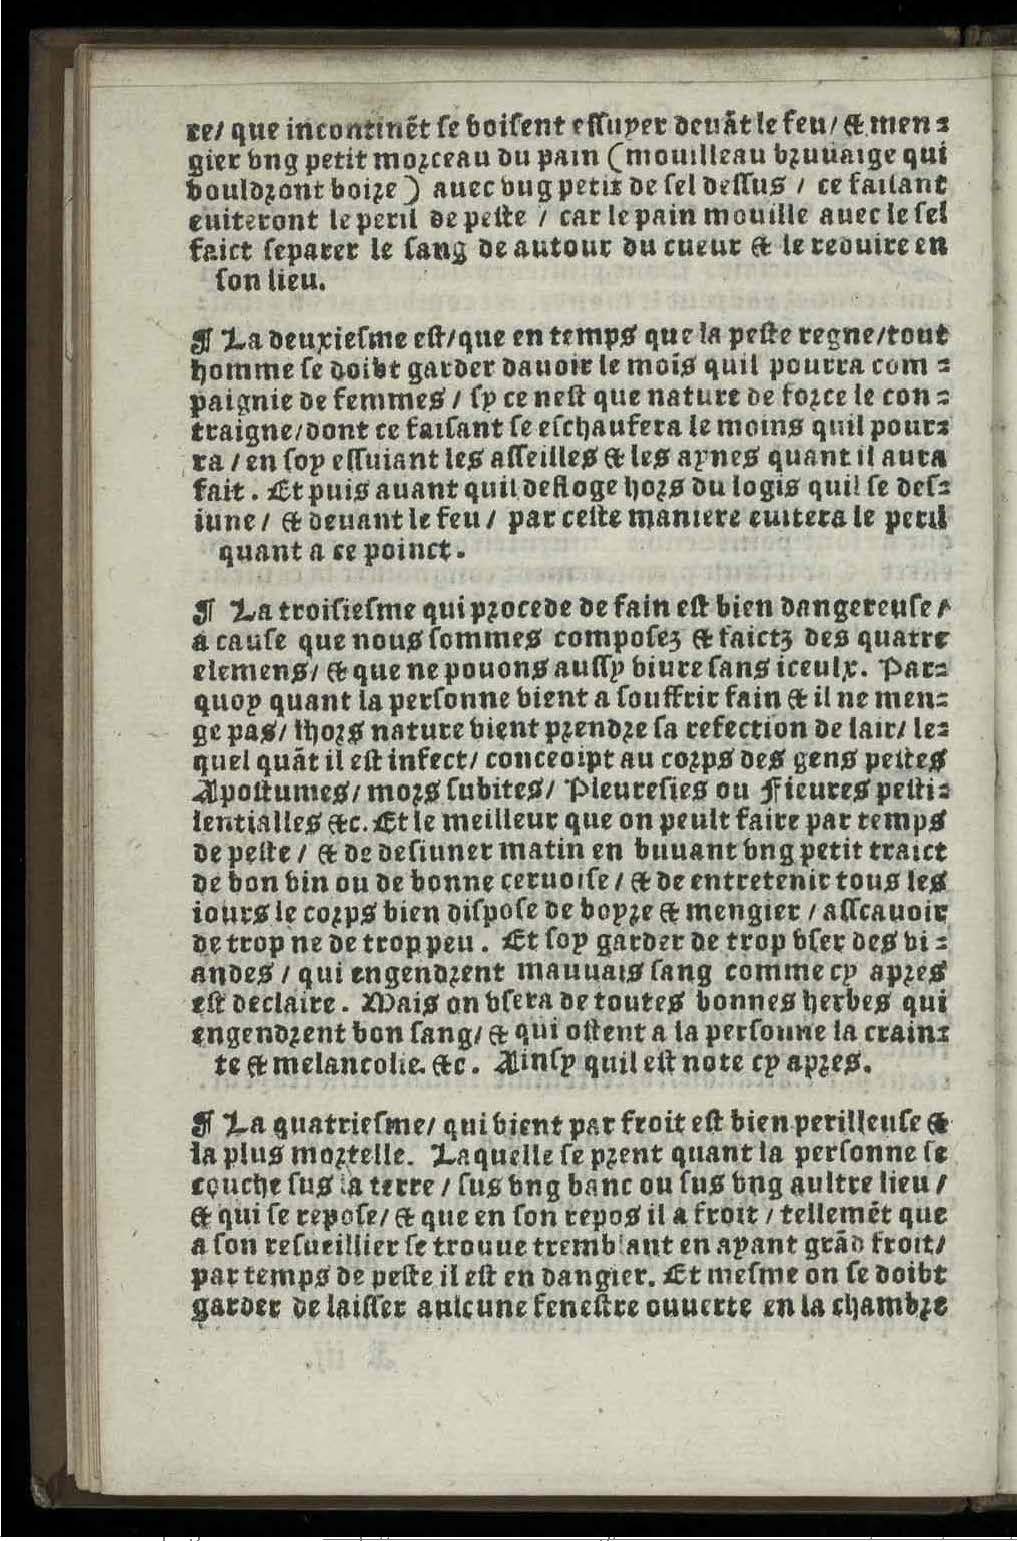 re/ que incontinẽt se voisent essuyer deuãt le feu/ & men⸗
gier vng petit morceau du pain (mouilleau bruuaige qui
vouldront boire) auec vug petit de sel dessus / ce faisant
euiteront le peril de peste / car le pain mouille auec le sel
faict separer le sang de autour du cueur & le reduire en
son lieu.
¶ La deuxiesme est/que en temps que la peste regne/tout
homme se doibt garder dauoir le moĩs quil pourra com⸗
paignie de femmes / sy ce nest que nature de force le con⸗
traigne/dont ce faisant se eschaufera le moins quil pour⸗
ra / en soy essuiant les asseilles & les aynes quant il aura
fait . Et puis auant quil desloge hors du logis quil se des⸗
iune / & deuant le feu / par ceste maniere euitera le peril
quant a ce poinct .
¶ La troisiesme qui procede de fain est bien dangereuse /
a cause que nous sommes composez & faictz des quatre
elemens/ & que ne pouons aussy viure sans iceulx. Par⸗
quoy quant la personne vient a souffrir fain & il ne men⸗
ge pas/ lhors nature vient prendre sa refection de lair/ le⸗
quel quãt il est infect/ conceoipt au corps des gens pestes
Apostumes/ mors subites/ Pleuresies ou Fieures pesti⸗
lentialles &c. Et le meilleur que on peult faire par temps
de peste / & de desiuner matin en buuant vng petit traict
de bon vin ou de bonne ceruoise / & de entretenir tous les
iours le corps bien dispose de boyre & mengier / asscauoir
de trop ne de trop peu . Et soy garder de trop vser des vi⸗
andes / qui engendrent mauuais sang comme cy apres
est declaire . Mais on vsera de toutes bonnes herbes qui
engendrent bon sang/ & qui ostent a la personne la crain⸗
te & melancolie. &c . Ainsy quil est note cy apres.
¶ La quatriesme/ qui vient par froit est bien perilleuse &
la plus mortelle. Laquelle se prent quant la personne se
couche sus la terre / sus vng banc ou sus vng aultre lieu /
& qui se repose/ & que en son repos il a froit / tellemẽt que
a son resueillier se trouue tremblant en ayant grãd froit/
par temps de peste il est en dangier. Et mesme on se doibt
garder de laisser aulcune fenestre ouuerte en la chambre